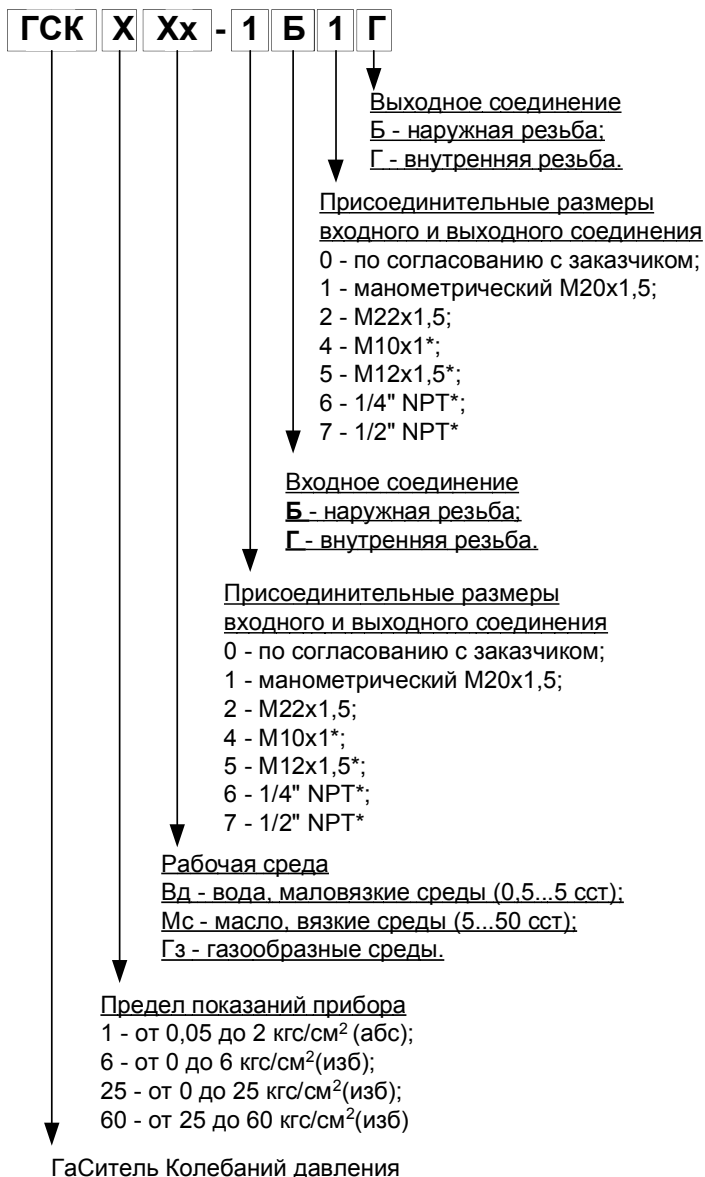 ГСК Х Хх - 1 Б 1 Г
Выходное соединение
Б - наружная резьба;
Г - внутренняя резьба.
Присоединительные размеры
входного и выходного соединения
0 - по согласованию с заказчиком;
1 - манометрический М20х1,5;
2 - М22х1,5;
4 - М10х1*;
5 - М12х1,5*;
6 - 1/4" NPT*;
7 - 1/2" NPT*
Входное соединение
Б - наружная резьба;
Г - внутренняя резьба.
Присоединительные размеры
входного и выходного соединения
0 - по согласованию с заказчиком;
1 - манометрический М20х1,5;
2 - М22х1,5;
4 - М10х1*;
5 - М12х1,5*;
6 - 1/4" NPT*;
7 - 1/2" NPT*
Рабочая среда
Вд - вода, маловязкие среды (0,5...5 сст);
Мс - масло, вязкие среды (5...50 сст);
Гз - газообразные среды.
Предел показаний прибора
1 - от 0,05 до 2 кгс/см² (абс);
6 - от 0 до 6 кгс/см²(изб);
25 - от 0 до 25 кгс/см²(изб);
60 - от 25 до 60 кгс/см²(изб)
ГаСитель Колебаний давления